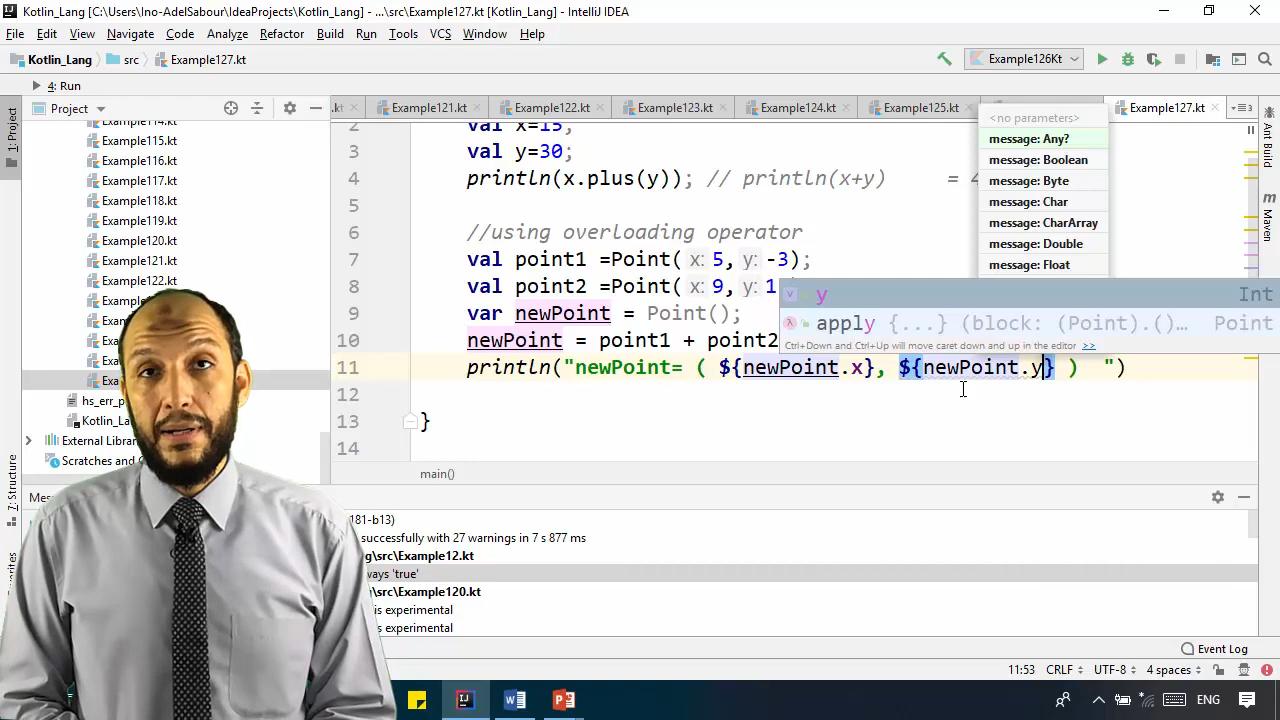 Kotlin_Lang [C:\Users\Ino-AdelSabour\IdeaProjects\Kotlin_Lang] - ...\src\Example127.kt [Kotlin_Lang] - IntelliJ IDEA
File Edit View Navigate Code Analyze Refactor Build Run Tools VCS Window Help
Kotlin_Lang src Example127.kt Example126Kt
4: Run
1: Project
Project
.kt Example121.kt Example122.kt Example123.kt Example124.kt Example125.kt Example127.kt
Example114.kt
Example115.kt
Example116.kt
Example117.kt
Example118.kt
Example119.kt
Example120.kt
Example121.kt
Example122.kt
Exam
Exam
Exa
Exa
hs_err_p
Kotlin_La
External Librar
Scratches and C
2 val x=15;
3 val y=30;
4 println(x.plus(y)); // println(x+y) = 4
5
6 //using overloading operator
7 val point1 =Point( x: 5, y: -3);
8 val point2 =Point( x: 9, y: 1
9 var newPoint = Point();
10 newPoint = point1 + point2
11 println("newPoint= ( ${newPoint.x}, ${newPoint.y} ) ")
12
13 }
14
<no parameters>
message: Any?
message: Boolean
message: Byte
message: Char
message: CharArray
message: Double
message: Float
v y Int
apply {...} (block: (Point).()... Point
Ctrl+Down and Ctrl+Up will move caret down and up in the editor >>
Ant Build
Maven
main()
7: Structure
Mes
181-b13)
successfully with 27 warnings in 7 s 877 ms
g\src\Example12.kt
ways 'true'
g\src\Example120.kt
is experimental
is experimental
Event Log
11:53 CRLF UTF-8 4 spaces
ENG